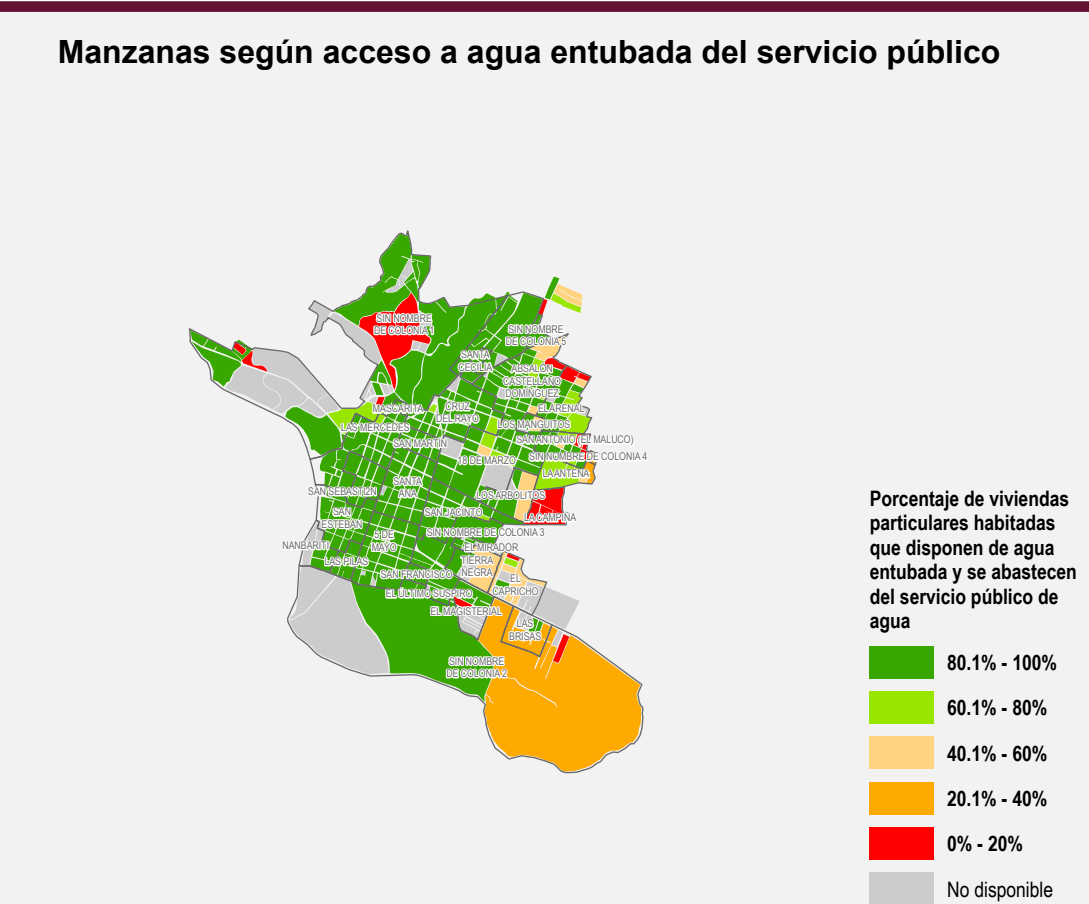 Manzanas según acceso a agua entubada del servicio público
SIN NOMBRE
DE COLONIA 1
SIN NOMBRE
DE COLONIA 5
SANTA
CECILIA
ABSALÓN
CASTELLANO
DOMÍNGUEZ
MASCARITA
CRUZ
DEL RAYO
EL ARENAL
LAS MERCEDES
LOS MANGUITOS
SAN MARTÍN
SAN ANTONIO (EL MALUCO)
18 DE MARZO
SIN NOMBRE DE COLONIA 4
LA ANTENA
SANTA
ANA
SAN SEBASTIZN
LOS ARBOLITOS
SAN
ESTEBAN
SAN JACINTO
LA CAMPIÑA
5 DE
MAYO
SIN NOMBRE DE COLONIA 3
NANBARITI
EL MIRADOR
LAS PILAS
TIERRA
NEGRA
SAN FRANCISCO
EL
CAPRICHO
EL ÚLTIMO SUSPIRO
EL MAGISTERIAL
LAS
BRISAS
SIN NOMBRE
DE COLONIA 2
Porcentaje de viviendas
particulares habitadas
que disponen de agua
entubada y se abastecen
del servicio público de
agua
80.1% - 100%
60.1% - 80%
40.1% - 60%
20.1% - 40%
0% - 20%
No disponible